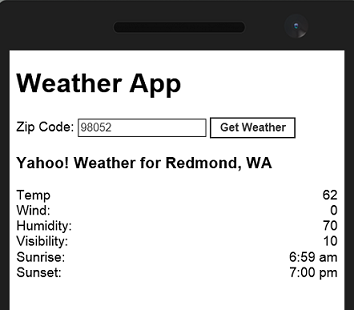 Weather App
Zip Code: 98052 Get Weather
Yahoo! Weather for Redmond, WA
Temp 62
Wind: 0
Humidity: 70
Visibility: 10
Sunrise: 6:59 am
Sunset: 7:00 pm